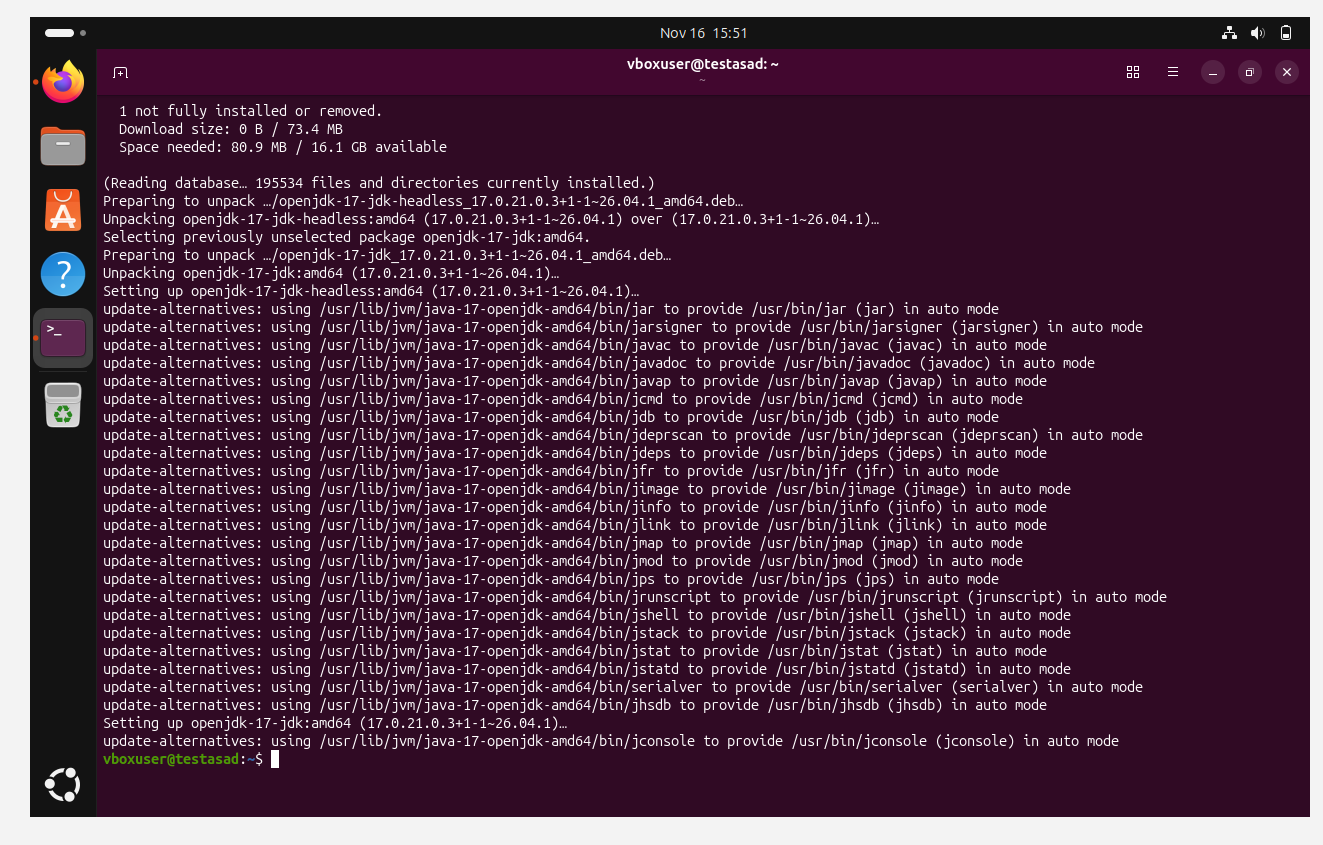 Nov 16 15:51
vboxuser@testasad: ~
~
1 not fully installed or removed.
Download size: 0 B / 73.4 MB
Space needed: 80.9 MB / 16.1 GB available
(Reading database… 195534 files and directories currently installed.)
Preparing to unpack …/openjdk-17-jdk-headless_17.0.21.0.3+1-1~26.04.1_amd64.deb…
Unpacking openjdk-17-jdk-headless:amd64 (17.0.21.0.3+1-1~26.04.1) over (17.0.21.0.3+1-1~26.04.1)…
Selecting previously unselected package openjdk-17-jdk:amd64.
Preparing to unpack …/openjdk-17-jdk_17.0.21.0.3+1-1~26.04.1_amd64.deb…
Unpacking openjdk-17-jdk:amd64 (17.0.21.0.3+1-1~26.04.1)…
Setting up openjdk-17-jdk-headless:amd64 (17.0.21.0.3+1-1~26.04.1)…
update-alternatives: using /usr/lib/jvm/java-17-openjdk-amd64/bin/jar to provide /usr/bin/jar (jar) in auto mode
update-alternatives: using /usr/lib/jvm/java-17-openjdk-amd64/bin/jarsigner to provide /usr/bin/jarsigner (jarsigner) in auto mode
update-alternatives: using /usr/lib/jvm/java-17-openjdk-amd64/bin/javac to provide /usr/bin/javac (javac) in auto mode
update-alternatives: using /usr/lib/jvm/java-17-openjdk-amd64/bin/javadoc to provide /usr/bin/javadoc (javadoc) in auto mode
update-alternatives: using /usr/lib/jvm/java-17-openjdk-amd64/bin/javap to provide /usr/bin/javap (javap) in auto mode
update-alternatives: using /usr/lib/jvm/java-17-openjdk-amd64/bin/jcmd to provide /usr/bin/jcmd (jcmd) in auto mode
update-alternatives: using /usr/lib/jvm/java-17-openjdk-amd64/bin/jdb to provide /usr/bin/jdb (jdb) in auto mode
update-alternatives: using /usr/lib/jvm/java-17-openjdk-amd64/bin/jdeprscan to provide /usr/bin/jdeprscan (jdeprscan) in auto mode
update-alternatives: using /usr/lib/jvm/java-17-openjdk-amd64/bin/jdeps to provide /usr/bin/jdeps (jdeps) in auto mode
update-alternatives: using /usr/lib/jvm/java-17-openjdk-amd64/bin/jfr to provide /usr/bin/jfr (jfr) in auto mode
update-alternatives: using /usr/lib/jvm/java-17-openjdk-amd64/bin/jimage to provide /usr/bin/jimage (jimage) in auto mode
update-alternatives: using /usr/lib/jvm/java-17-openjdk-amd64/bin/jinfo to provide /usr/bin/jinfo (jinfo) in auto mode
update-alternatives: using /usr/lib/jvm/java-17-openjdk-amd64/bin/jlink to provide /usr/bin/jlink (jlink) in auto mode
update-alternatives: using /usr/lib/jvm/java-17-openjdk-amd64/bin/jmap to provide /usr/bin/jmap (jmap) in auto mode
update-alternatives: using /usr/lib/jvm/java-17-openjdk-amd64/bin/jmod to provide /usr/bin/jmod (jmod) in auto mode
update-alternatives: using /usr/lib/jvm/java-17-openjdk-amd64/bin/jps to provide /usr/bin/jps (jps) in auto mode
update-alternatives: using /usr/lib/jvm/java-17-openjdk-amd64/bin/jrunscript to provide /usr/bin/jrunscript (jrunscript) in auto mode
update-alternatives: using /usr/lib/jvm/java-17-openjdk-amd64/bin/jshell to provide /usr/bin/jshell (jshell) in auto mode
update-alternatives: using /usr/lib/jvm/java-17-openjdk-amd64/bin/jstack to provide /usr/bin/jstack (jstack) in auto mode
update-alternatives: using /usr/lib/jvm/java-17-openjdk-amd64/bin/jstat to provide /usr/bin/jstat (jstat) in auto mode
update-alternatives: using /usr/lib/jvm/java-17-openjdk-amd64/bin/jstatd to provide /usr/bin/jstatd (jstatd) in auto mode
update-alternatives: using /usr/lib/jvm/java-17-openjdk-amd64/bin/serialver to provide /usr/bin/serialver (serialver) in auto mode
update-alternatives: using /usr/lib/jvm/java-17-openjdk-amd64/bin/jhsdb to provide /usr/bin/jhsdb (jhsdb) in auto mode
Setting up openjdk-17-jdk:amd64 (17.0.21.0.3+1-1~26.04.1)…
update-alternatives: using /usr/lib/jvm/java-17-openjdk-amd64/bin/jconsole to provide /usr/bin/jconsole (jconsole) in auto mode
vboxuser@testasad:~$